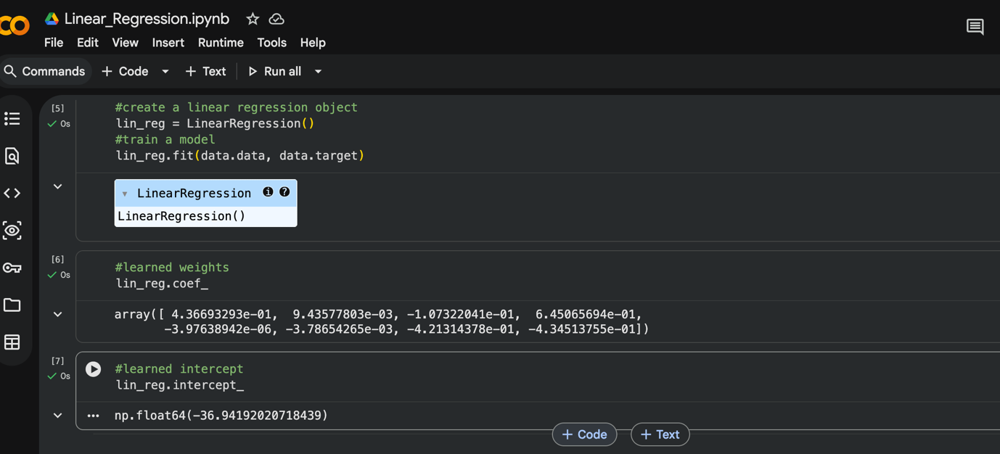 Linear_Regression.ipynb
File Edit View Insert Runtime Tools Help
Commands + Code + Text Run all
[5]
0s
#create a linear regression object
lin_reg = LinearRegression()
#train a model
lin_reg.fit(data.data, data.target)
LinearRegression i ?
LinearRegression()
[6]
0s
#learned weights
lin_reg.coef_
array([ 4.36693293e-01,  9.43577803e-03, -1.07322041e-01,  6.45065694e-01,
-3.97638942e-06, -3.78654265e-03, -4.21314378e-01, -4.34513755e-01])
[7]
0s
#learned intercept
lin_reg.intercept_
np.float64(-36.94192020718439)
+ Code + Text